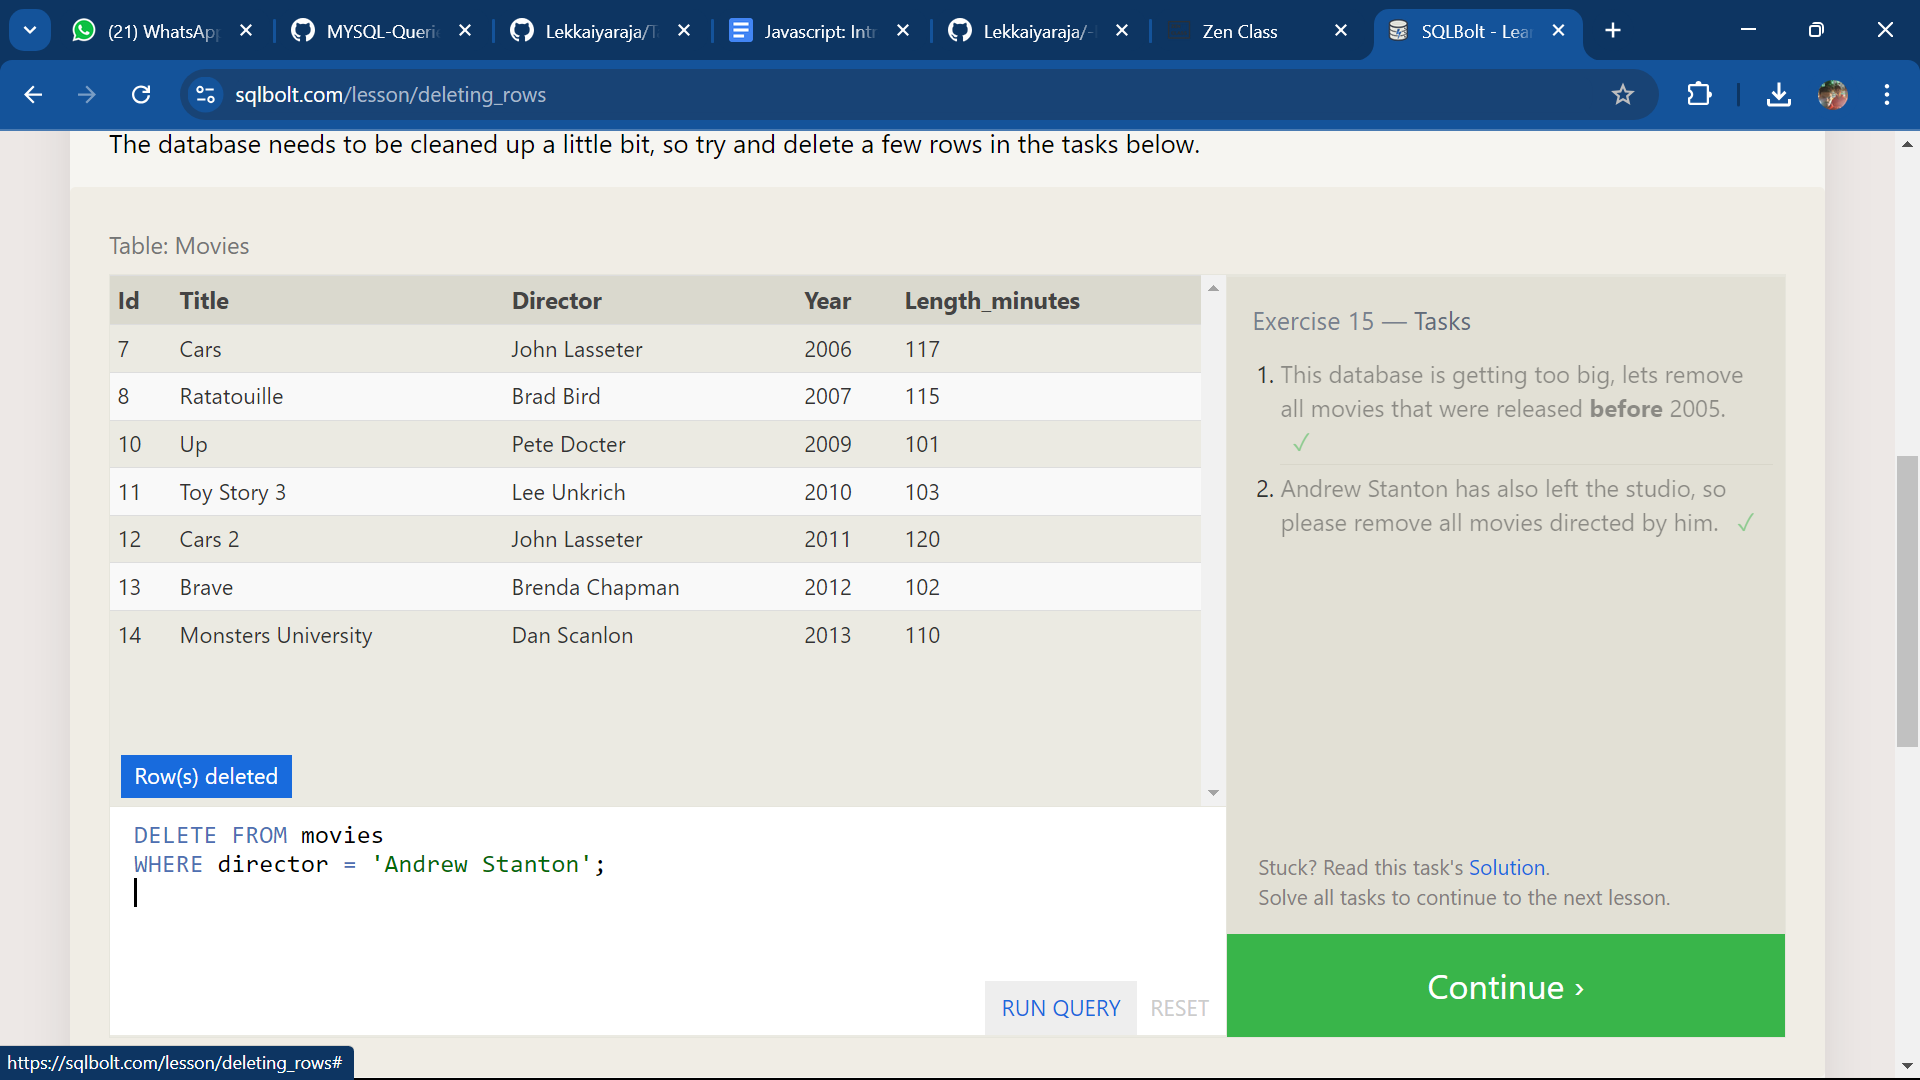 (21) WhatsApp
MYSQL-Querie
Lekkaiyaraja/T
Javascript: Intr
Lekkaiyaraja/-
Zen Class
SQLBolt - Lear
sqlbolt.com/lesson/deleting_rows
The database needs to be cleaned up a little bit, so try and delete a few rows in the tasks below.
Table: Movies
Id Title Director Year Length_minutes
7 Cars John Lasseter 2006 117
8 Ratatouille Brad Bird 2007 115
10 Up Pete Docter 2009 101
11 Toy Story 3 Lee Unkrich 2010 103
12 Cars 2 John Lasseter 2011 120
13 Brave Brenda Chapman 2012 102
14 Monsters University Dan Scanlon 2013 110
Row(s) deleted
DELETE FROM movies
WHERE director = 'Andrew Stanton';
RUN QUERY RESET
Exercise 15 — Tasks
1. This database is getting too big, lets remove
all movies that were released before 2005.
✓
2. Andrew Stanton has also left the studio, so
please remove all movies directed by him. ✓
Stuck? Read this task's Solution.
Solve all tasks to continue to the next lesson.
Continue ›
https://sqlbolt.com/lesson/deleting_rows#